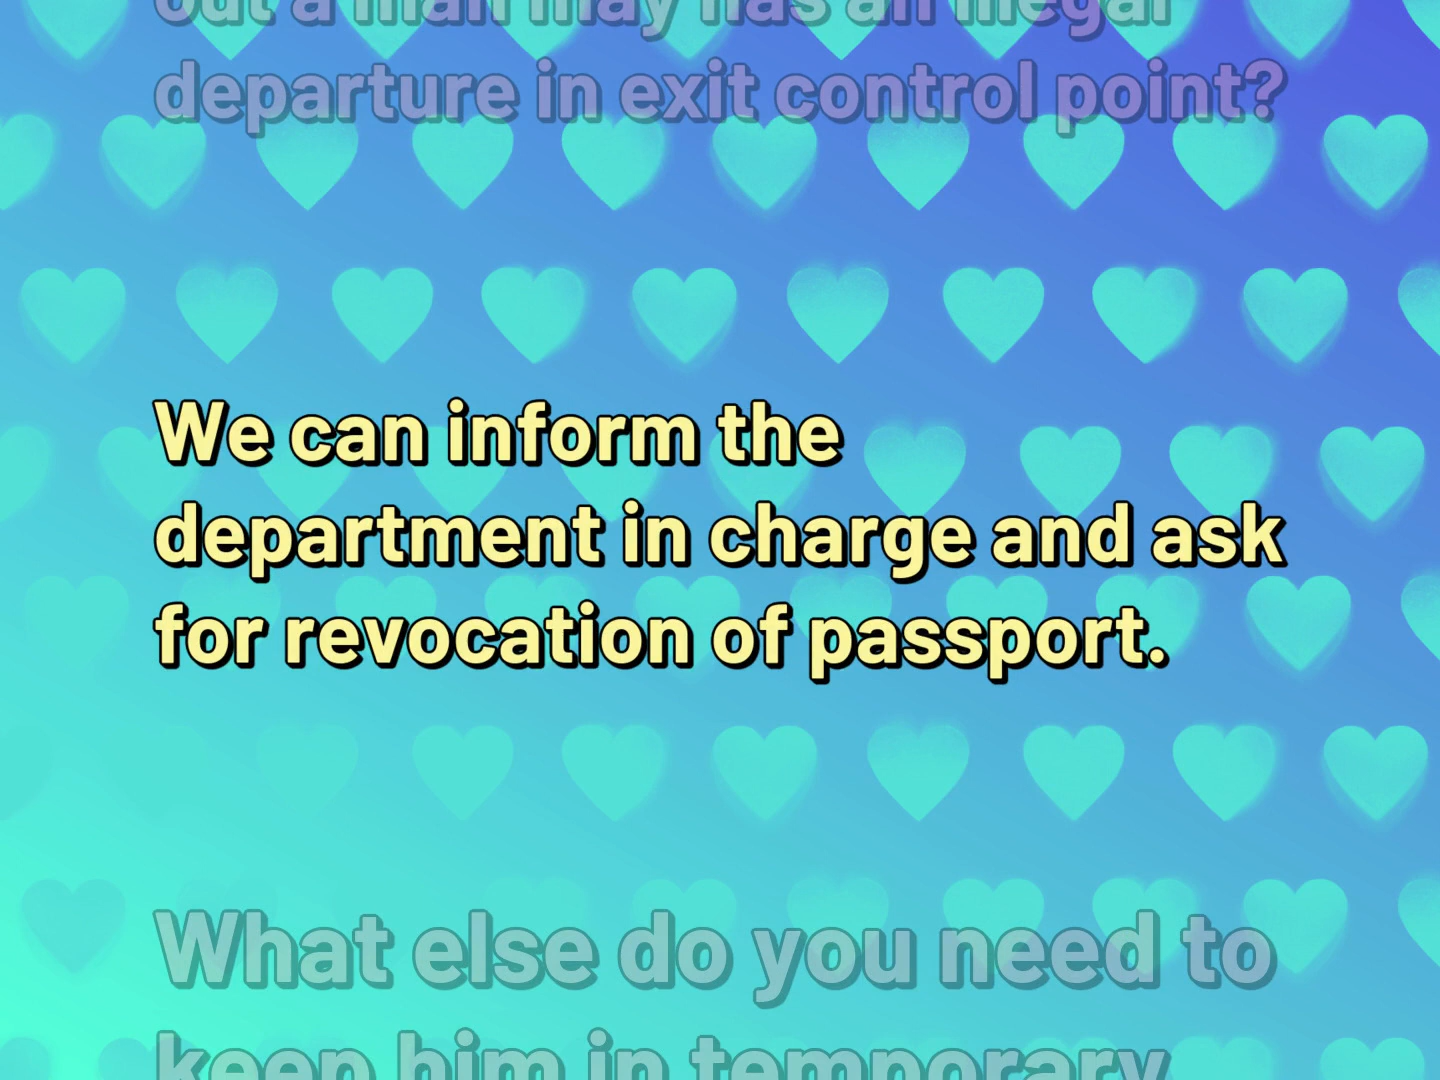 out a man may has an illegal
departure in exit control point?
We can inform the
department in charge and ask
for revocation of passport.
What else do you need to
keep him in temporary